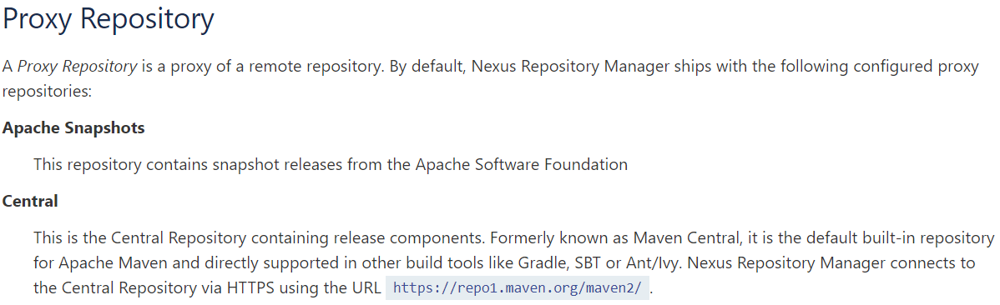 Proxy Repository
A Proxy Repository is a proxy of a remote repository. By default, Nexus Repository Manager ships with the following configured proxy
repositories:
Apache Snapshots
This repository contains snapshot releases from the Apache Software Foundation
Central
This is the Central Repository containing release components. Formerly known as Maven Central, it is the default built-in repository
for Apache Maven and directly supported in other build tools like Gradle, SBT or Ant/Ivy. Nexus Repository Manager connects to
the Central Repository via HTTPS using the URL https://repo1.maven.org/maven2/ .